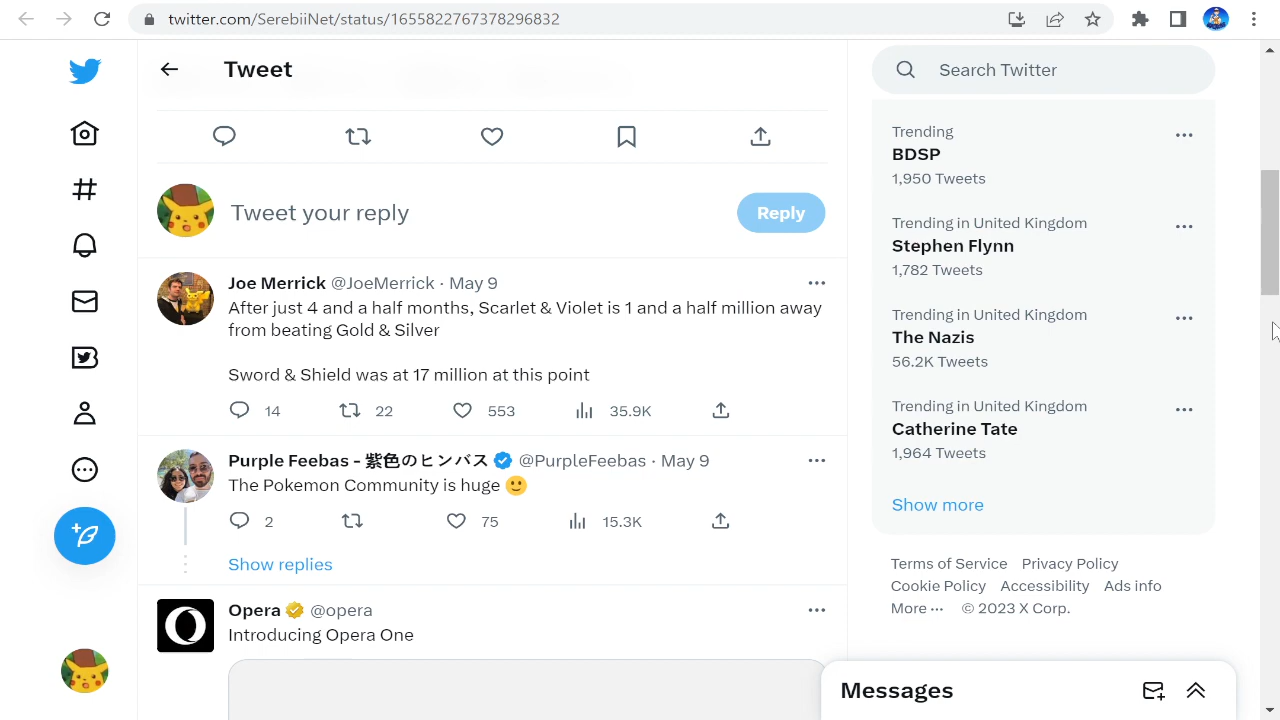 twitter.com/SerebiiNet/status/1655822767378296832
Tweet
Search Twitter
Tweet your reply
Reply
Joe Merrick @JoeMerrick · May 9
After just 4 and a half months, Scarlet & Violet is 1 and a half million away
from beating Gold & Silver
Sword & Shield was at 17 million at this point
14 22 553 35.9K
Purple Feebas - 紫色のヒンバス @PurpleFeebas · May 9
The Pokemon Community is huge 🙂
2 75 15.3K
Show replies
Opera @opera
Introducing Opera One
Trending
BDSP
1,950 Tweets
Trending in United Kingdom
Stephen Flynn
1,782 Tweets
Trending in United Kingdom
The Nazis
56.2K Tweets
Trending in United Kingdom
Catherine Tate
1,964 Tweets
Show more
Terms of Service Privacy Policy
Cookie Policy Accessibility Ads info
More ··· © 2023 X Corp.
Messages